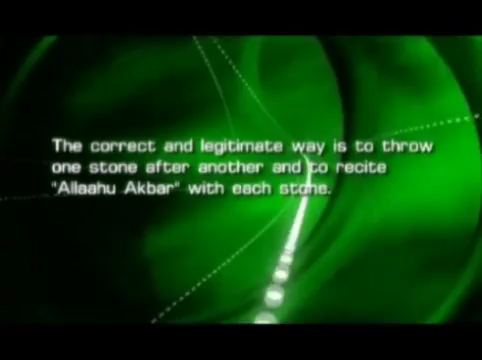 The correct and legitimate way is to throw
one stone after another and to recite
"Allaahu Akbar" with each stone.